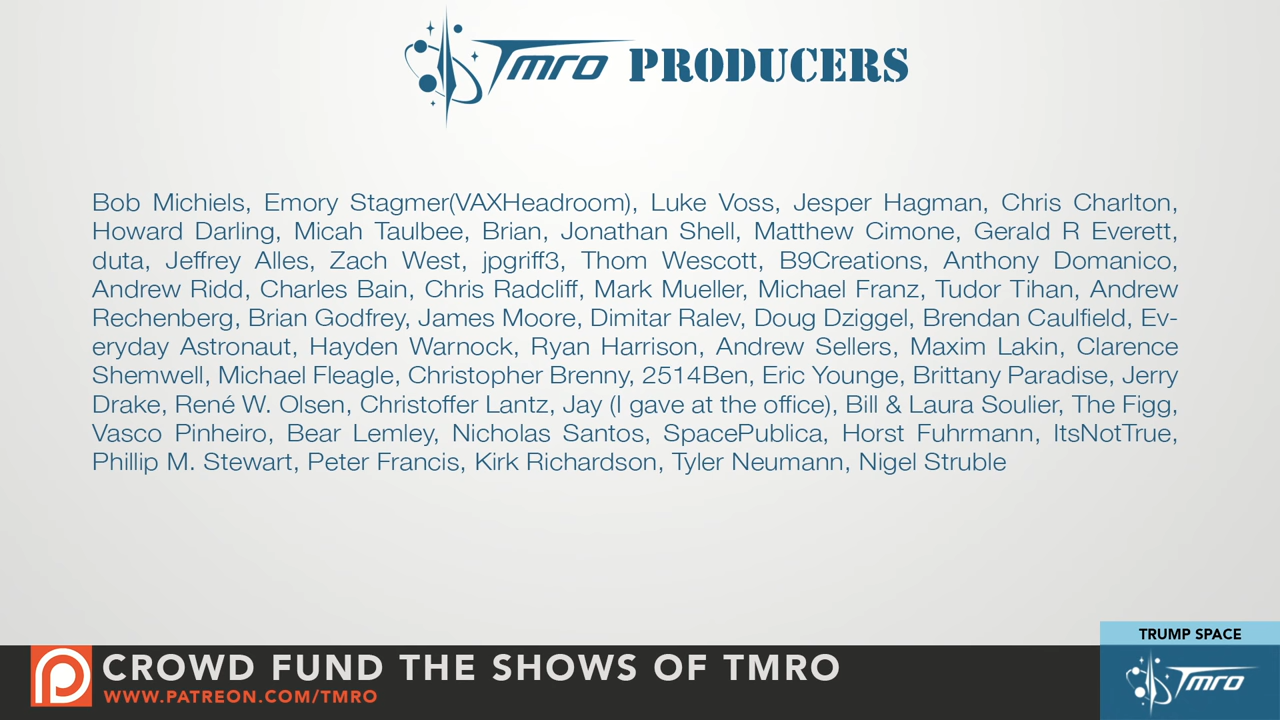 TMRO PRODUCERS
Bob Michiels, Emory Stagmer(VAXHeadroom), Luke Voss, Jesper Hagman, Chris Charlton,
Howard Darling, Micah Taulbee, Brian, Jonathan Shell, Matthew Cimone, Gerald R Everett,
duta, Jeffrey Alles, Zach West, jpgriff3, Thom Wescott, B9Creations, Anthony Domanico,
Andrew Ridd, Charles Bain, Chris Radcliff, Mark Mueller, Michael Franz, Tudor Tihan, Andrew
Rechenberg, Brian Godfrey, James Moore, Dimitar Ralev, Doug Dziggel, Brendan Caulfield, Ev-
eryday Astronaut, Hayden Warnock, Ryan Harrison, Andrew Sellers, Maxim Lakin, Clarence
Shemwell, Michael Fleagle, Christopher Brenny, 2514Ben, Eric Younge, Brittany Paradise, Jerry
Drake, René W. Olsen, Christoffer Lantz, Jay (I gave at the office), Bill & Laura Soulier, The Figg,
Vasco Pinheiro, Bear Lemley, Nicholas Santos, SpacePublica, Horst Fuhrmann, ItsNotTrue,
Phillip M. Stewart, Peter Francis, Kirk Richardson, Tyler Neumann, Nigel Struble
CROWD FUND THE SHOWS OF TMRO
WWW.PATREON.COM/TMRO
TRUMP SPACE
TMRO